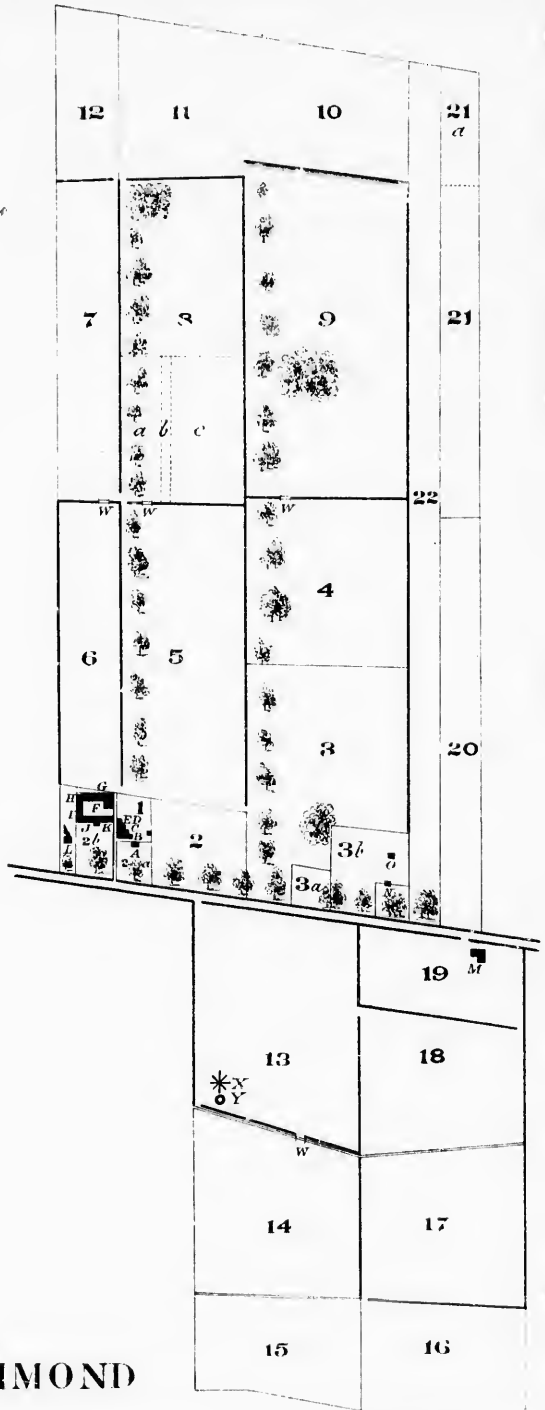 12 11 10 21
a
7 8 9 21
a b c
W W W 22
6 5 4
3 20
G
H F 1
I E D
C
J K B
2b A 2 3b O
L 2a 3a N
19 M
13 18
X
Y
W
14 17
15 16
MOND